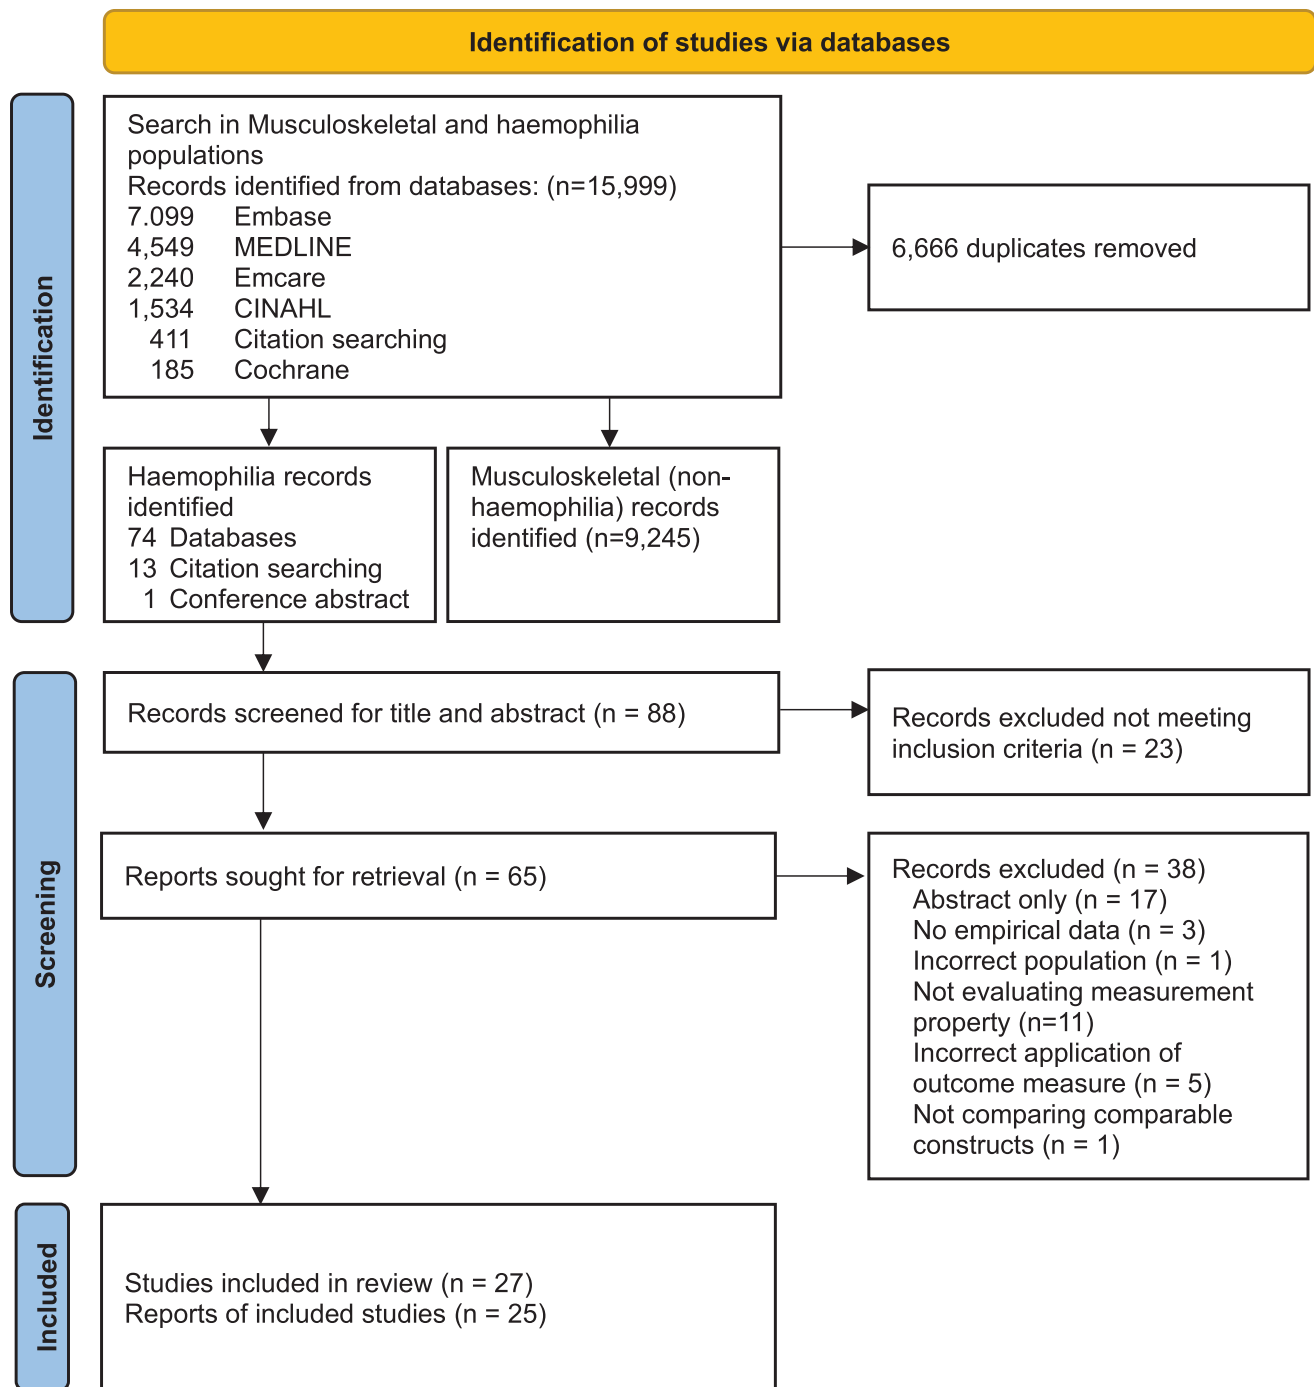 Identification of studies via databases
Identification
Search in Musculoskeletal and haemophilia
populations
Records identified from databases: (n=15,999)
7.099 Embase
4,549 MEDLINE
2,240 Emcare
1,534 CINAHL
411 Citation searching
185 Cochrane
6,666 duplicates removed
Haemophilia records
identified
74 Databases
13 Citation searching
1 Conference abstract
Musculoskeletal (non-
haemophilia) records
identified (n=9,245)
Screening
Records screened for title and abstract (n = 88)
Records excluded not meeting
inclusion criteria (n = 23)
Reports sought for retrieval (n = 65)
Records excluded (n = 38)
Abstract only (n = 17)
No empirical data (n = 3)
Incorrect population (n = 1)
Not evaluating measurement
property (n=11)
Incorrect application of
outcome measure (n = 5)
Not comparing comparable
constructs (n = 1)
Included
Studies included in review (n = 27)
Reports of included studies (n = 25)